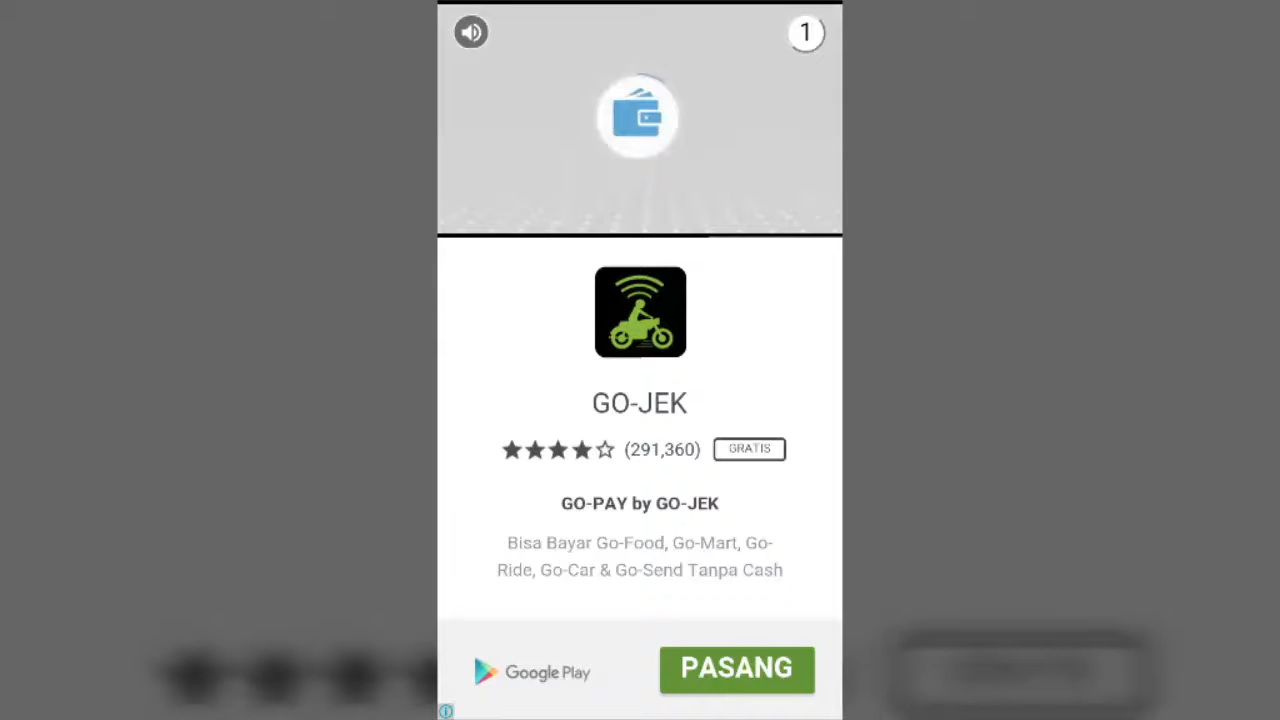 1
GO-JEK
(291,360) GRATIS
GO-PAY by GO-JEK
Bisa Bayar Go-Food, Go-Mart, Go-
Ride, Go-Car & Go-Send Tanpa Cash
Google Play
PASANG